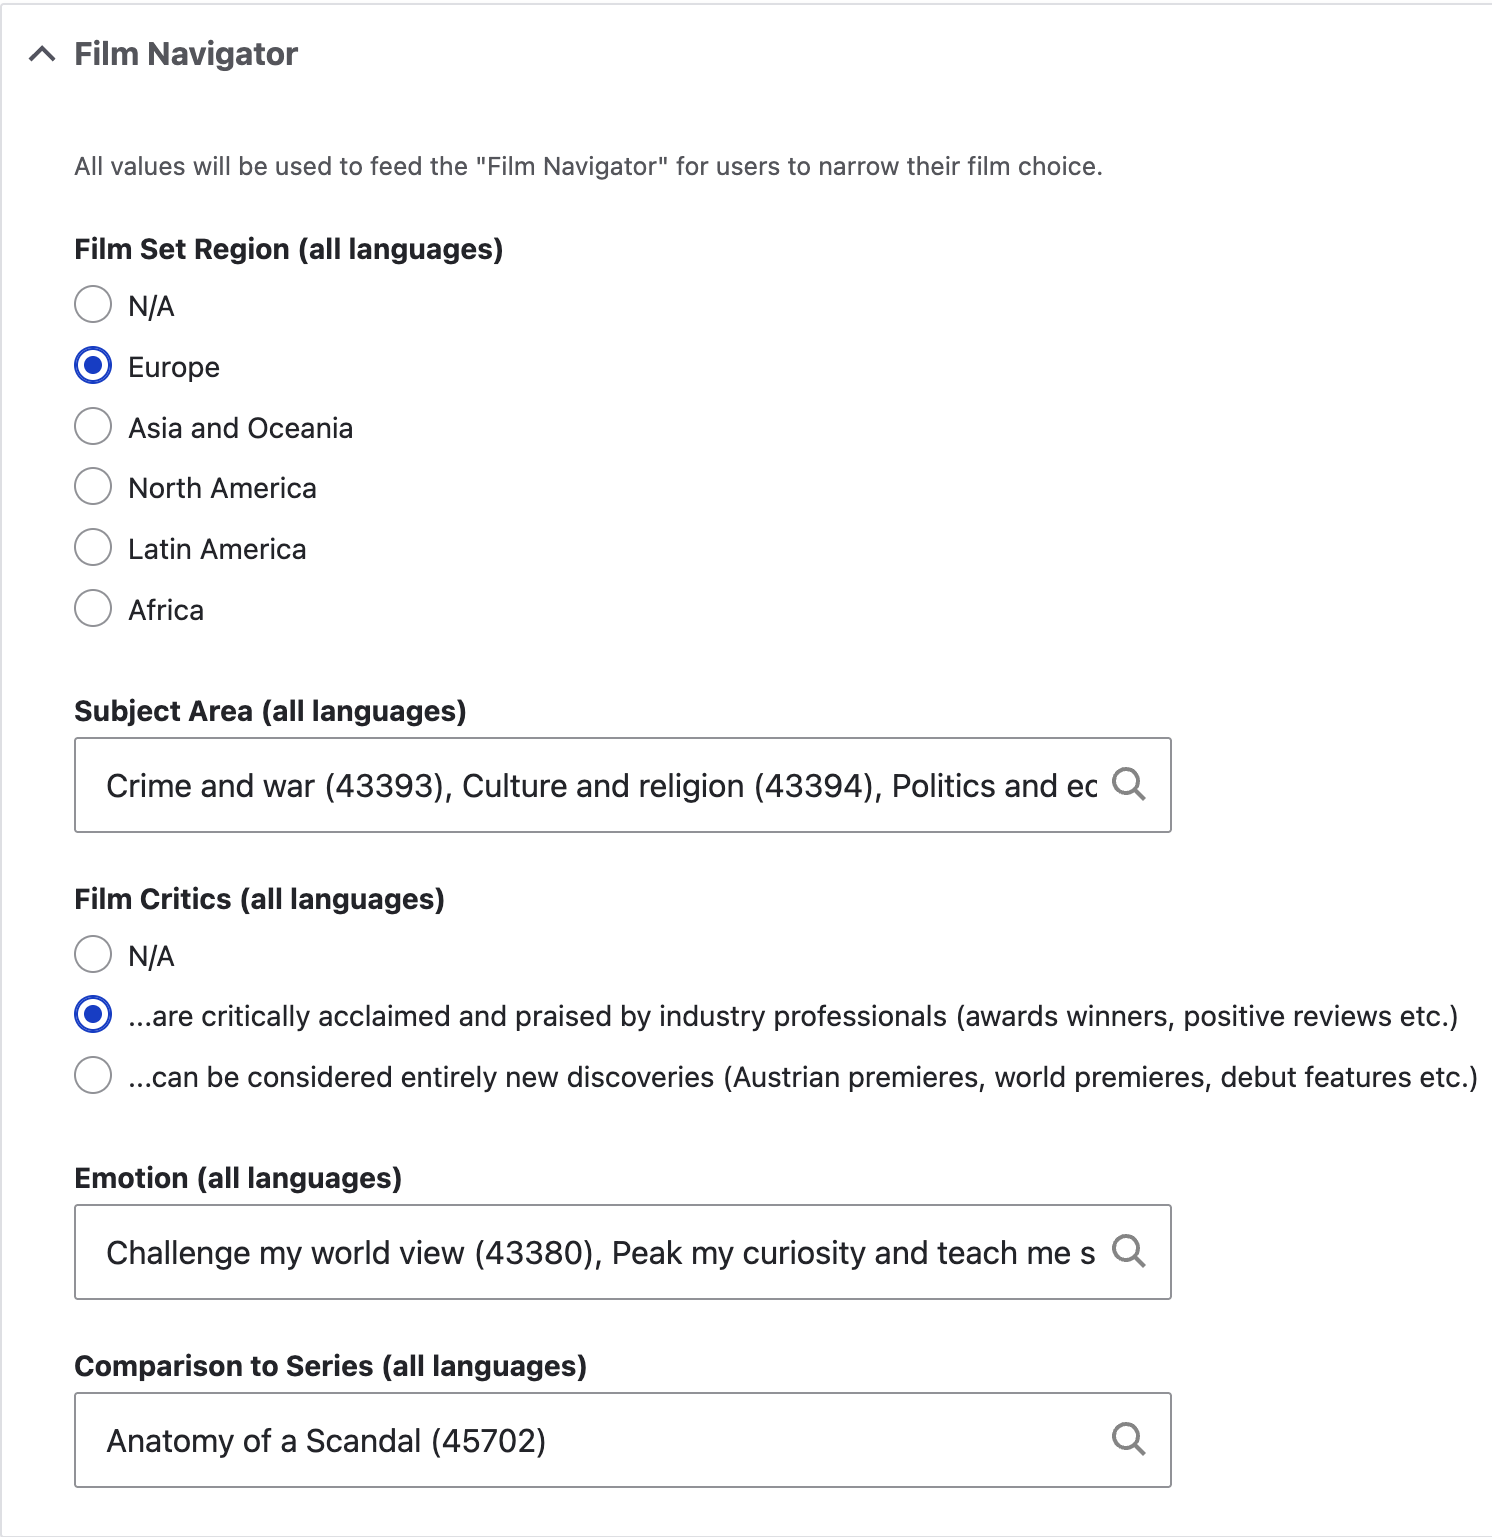 Film Navigator
All values will be used to feed the "Film Navigator" for users to narrow their film choice.
Film Set Region (all languages)
N/A
Europe
Asia and Oceania
North America
Latin America
Africa
Subject Area (all languages)
Crime and war (43393), Culture and religion (43394), Politics and
Film Critics (all languages)
N/A
...are critically acclaimed and praised by industry professionals (awards winners, positive reviews etc.)
...can be considered entirely new discoveries (Austrian premieres, world premieres, debut features etc.)
Emotion (all languages)
Challenge my world view (43380), Peak my curiosity and teach me s
Comparison to Series (all languages)
Anatomy of a Scandal (45702)